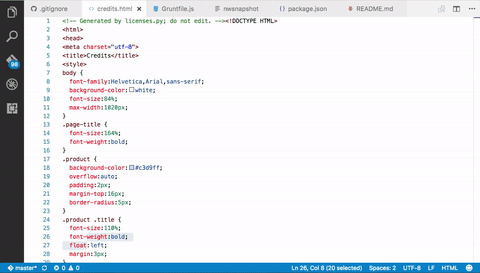 .gitignore credits.html Gruntfile.js nwsnapshot package.json README.md
1 <!-- Generated by licenses.py; do not edit. --><!DOCTYPE HTML>
2 <html>
3 <head>
4 <meta charset="utf-8">
5 <title>Credits</title>
6 <style>
7 body {
8 font-family:Helvetica,Arial,sans-serif;
9 background-color:white;
10 font-size:84%;
11 max-width:1020px;
12 }
13 .page-title {
14 font-size:164%;
15 font-weight:bold;
16 }
17 .product {
18 background-color:#c3d9ff;
19 overflow:auto;
20 padding:2px;
21 margin-top:16px;
22 border-radius:5px;
23 }
24 .product .title {
25 font-size:110%;
26 font-weight:bold;
27 float:left;
28 margin:3px;
98
master* 0 0 Ln 26, Col 8 (20 selected) Spaces: 2 UTF-8 LF HTML